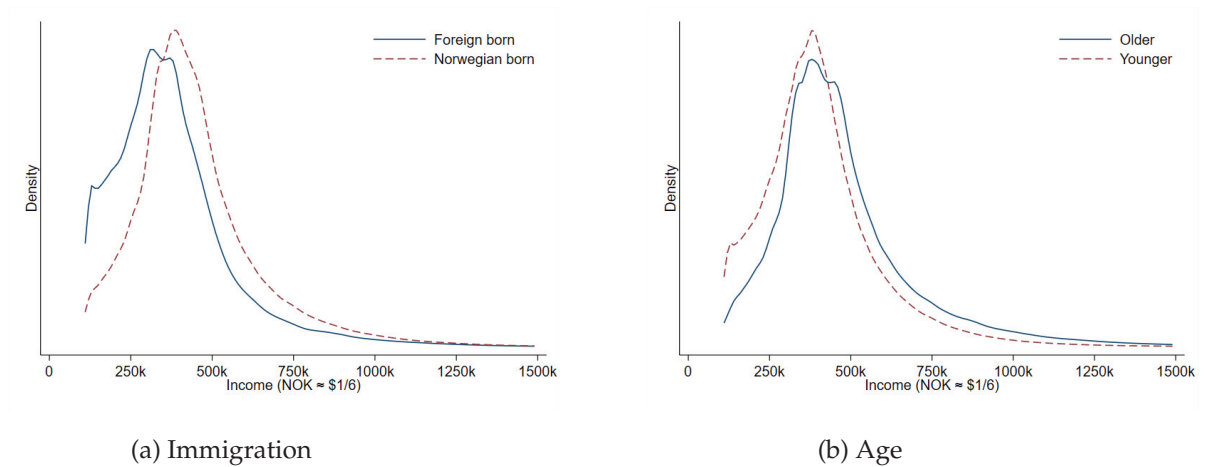 Foreign born
Norwegian born
Density
0 250k 500k 750k 1000k 1250k 1500k
Income (NOK ≈ $1/6)
(a) Immigration
Older
Younger
Density
0 250k 500k 750k 1000k 1250k 1500k
Income (NOK ≈ $1/6)
(b) Age